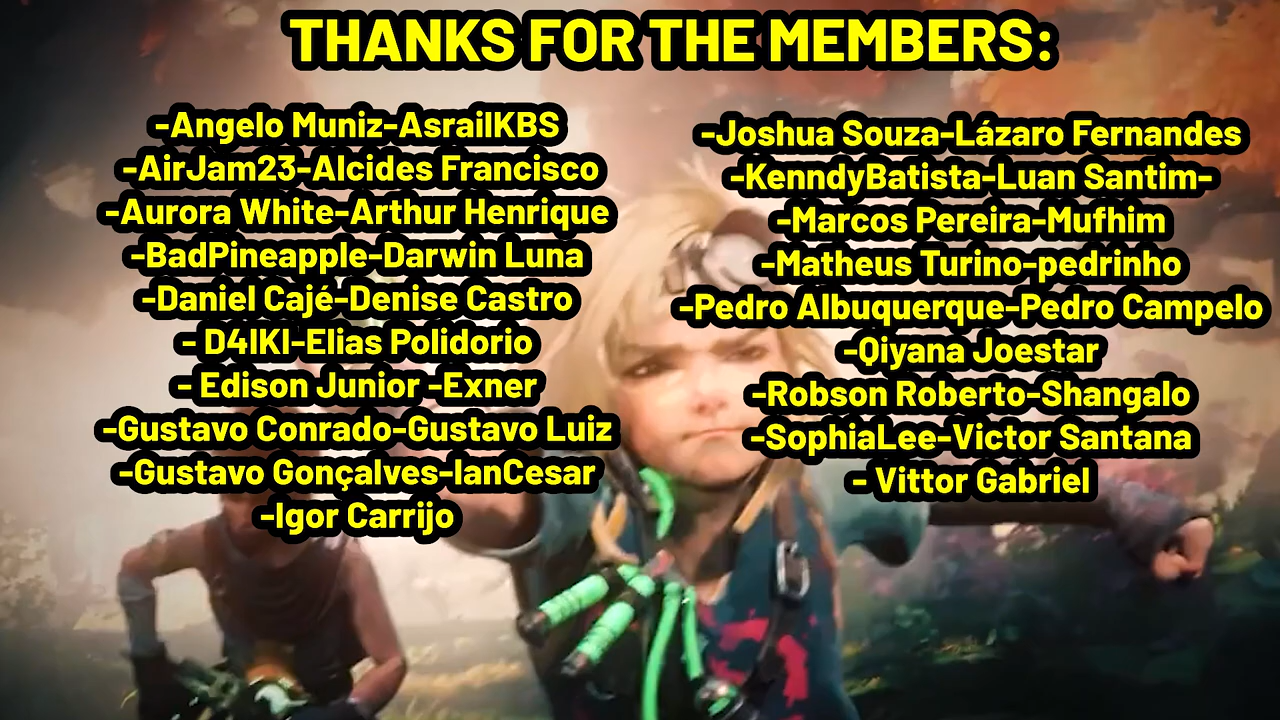 THANKS FOR THE MEMBERS:
-Angelo Muniz-AsrailKBS
-AirJam23-Alcides Francisco
-Aurora White-Arthur Henrique
-BadPineapple-Darwin Luna
-Daniel Cajé-Denise Castro
- D4IKI-Elias Polidorio
- Edison Junior -Exner
-Gustavo Conrado-Gustavo Luiz
-Gustavo Gonçalves-IanCesar
-Igor Carrijo
-Joshua Souza-Lázaro Fernandes
-KenndyBatista-Luan Santim-
-Marcos Pereira-Mufhim
-Matheus Turino-pedrinho
-Pedro Albuquerque-Pedro Campelo
-Qiyana Joestar
-Robson Roberto-Shangalo
-SophiaLee-Victor Santana
- Vittor Gabriel